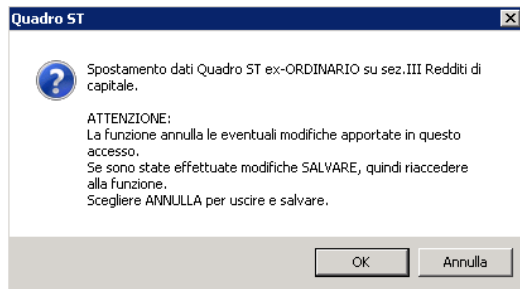 Quadro ST
Spostamento dati Quadro ST ex-ORDINARIO su sez.III Redditi di
capitale.
ATTENZIONE:
La funzione annulla le eventuali modifiche apportate in questo
accesso.
Se sono state effettuate modifiche SALVARE, quindi riaccedere
alla funzione.
Scegliere ANNULLA per uscire e salvare.
OK
Annulla